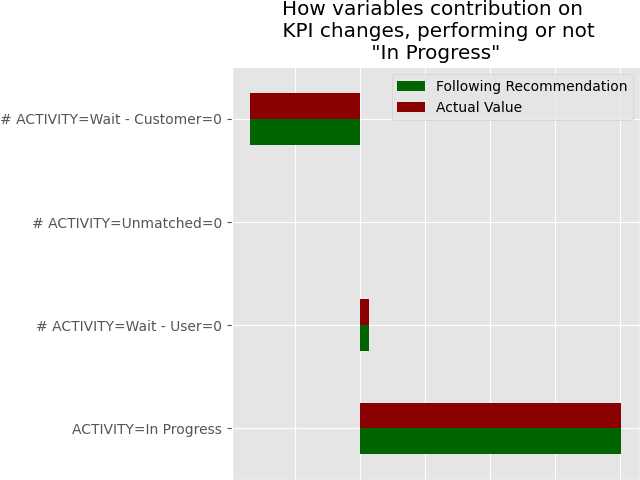 How variables contribution on
KPI changes, performing or not
"In Progress"
Following Recommendation
Actual Value
# ACTIVITY=Wait - Customer=0
# ACTIVITY=Unmatched=0
# ACTIVITY=Wait - User=0
ACTIVITY=In Progress